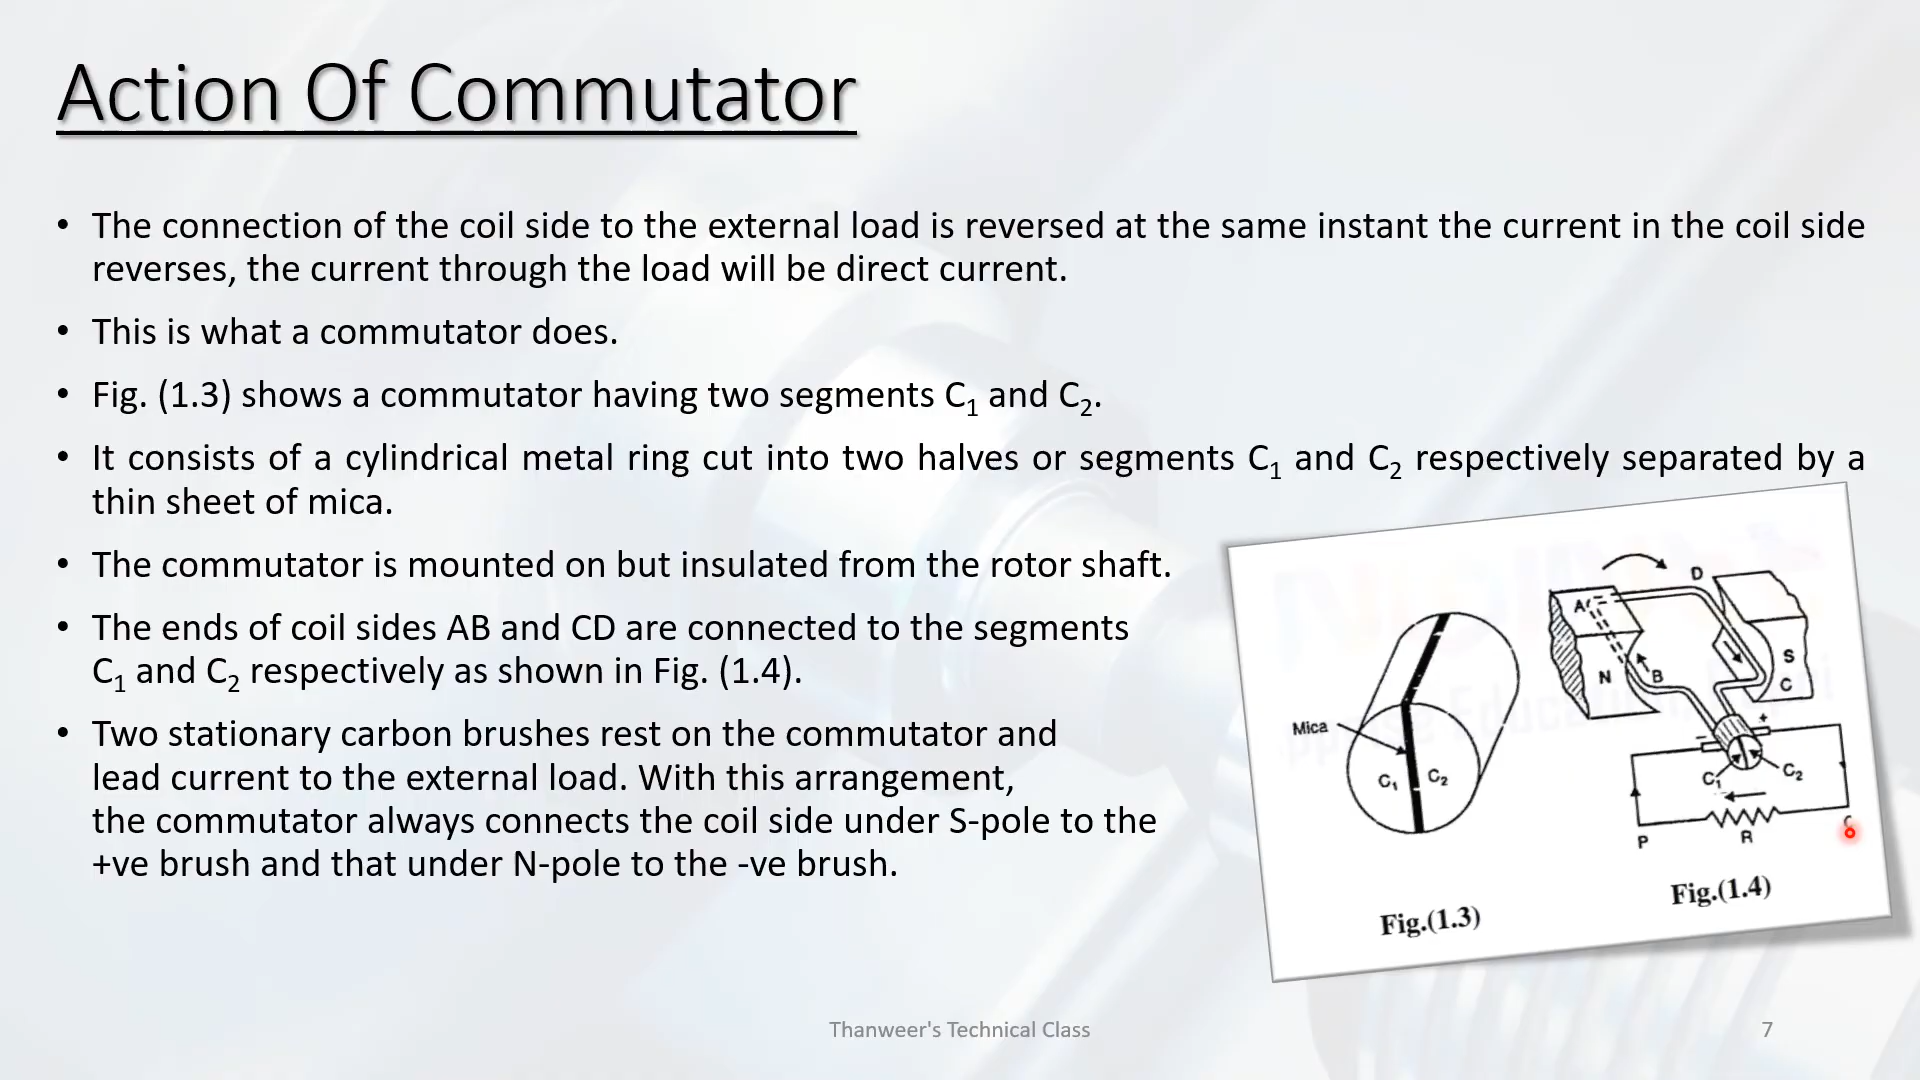 Action Of Commutator
• The connection of the coil side to the external load is reversed at the same instant the current in the coil side
reverses, the current through the load will be direct current.
• This is what a commutator does.
• Fig. (1.3) shows a commutator having two segments C₁ and C₂.
• It consists of a cylindrical metal ring cut into two halves or segments C₁ and C₂ respectively separated by a
thin sheet of mica.
• The commutator is mounted on but insulated from the rotor shaft.
• The ends of coil sides AB and CD are connected to the segments
C₁ and C₂ respectively as shown in Fig. (1.4).
• Two stationary carbon brushes rest on the commutator and
lead current to the external load. With this arrangement,
the commutator always connects the coil side under S-pole to the
+ve brush and that under N-pole to the -ve brush.
Mica
C₁ C₂
Fig.(1.3)
D
A
S
N B C
+
−
C₁ C₂
P R
Fig.(1.4)
Thanweer's Technical Class
7